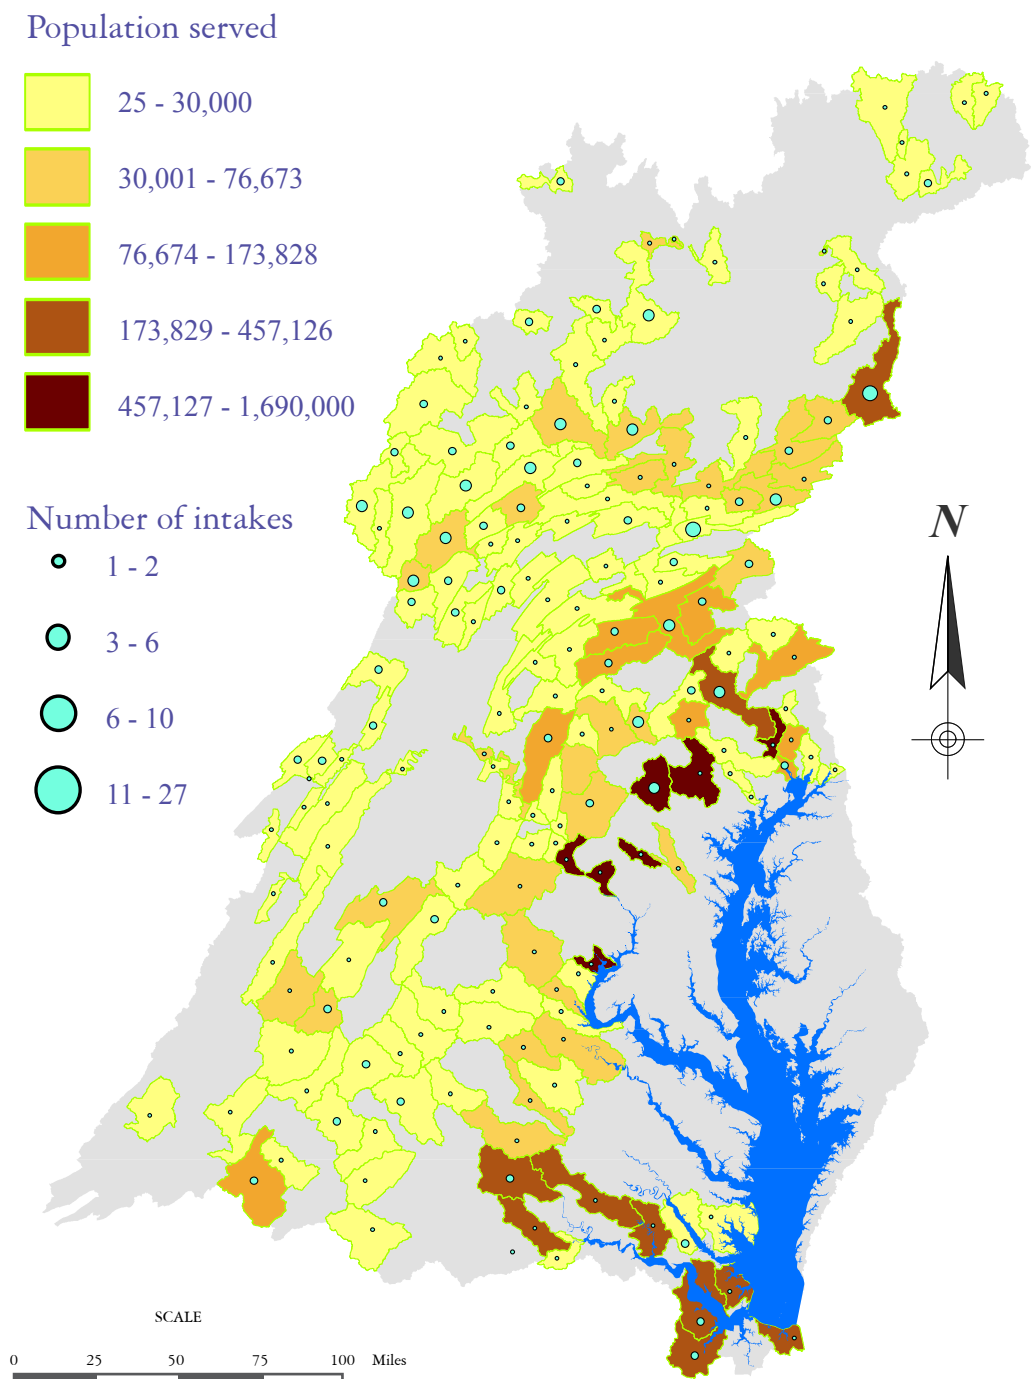 Population served
25 - 30,000
30,001 - 76,673
76,674 - 173,828
173,829 - 457,126
457,127 - 1,690,000
Number of intakes
1 - 2
3 - 6
6 - 10
11 - 27
N
SCALE
0 25 50 75 100 Miles